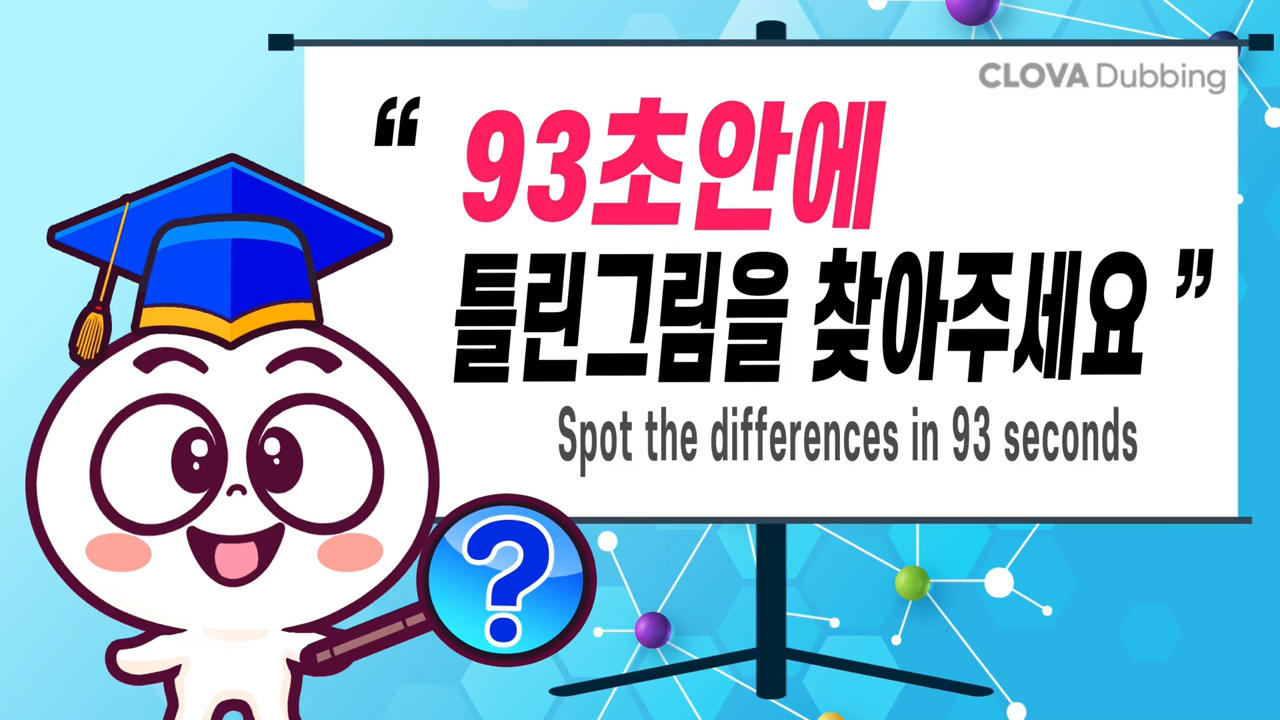 CLOVA Dubbing
“ 93초안에
틀린그림을 찾아주세요 ”
Spot the differences in 93 seconds
?